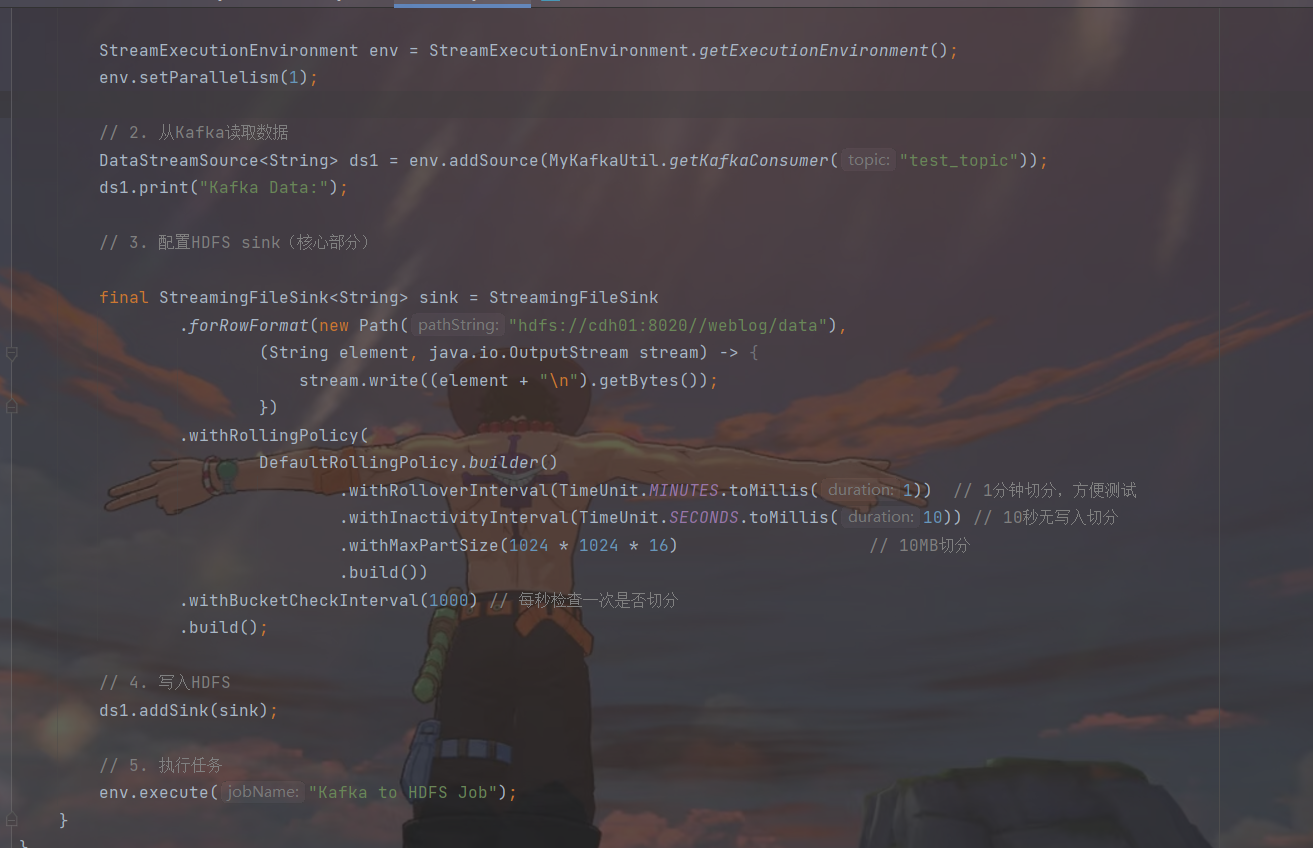 StreamExecutionEnvironment env = StreamExecutionEnvironment.getExecutionEnvironment();
env.setParallelism(1);
// 2. 从Kafka读取数据
DataStreamSource<String> ds1 = env.addSource(MyKafkaUtil.getKafkaConsumer( topic: "test_topic"));
ds1.print("Kafka Data:");
// 3. 配置HDFS sink（核心部分）
final StreamingFileSink<String> sink = StreamingFileSink
.forRowFormat(new Path( pathString: "hdfs://cdh01:8020//weblog/data"),
(String element, java.io.OutputStream stream) -> {
stream.write((element + "\n").getBytes());
})
.withRollingPolicy(
DefaultRollingPolicy.builder()
.withRolloverInterval(TimeUnit.MINUTES.toMillis( duration: 1)) // 1分钟切分，方便测试
.withInactivityInterval(TimeUnit.SECONDS.toMillis( duration: 10)) // 10秒无写入切分
.withMaxPartSize(1024 * 1024 * 16) // 10MB切分
.build())
.withBucketCheckInterval(1000) // 每秒检查一次是否切分
.build();
// 4. 写入HDFS
ds1.addSink(sink);
// 5. 执行任务
env.execute( jobName: "Kafka to HDFS Job");
}
}